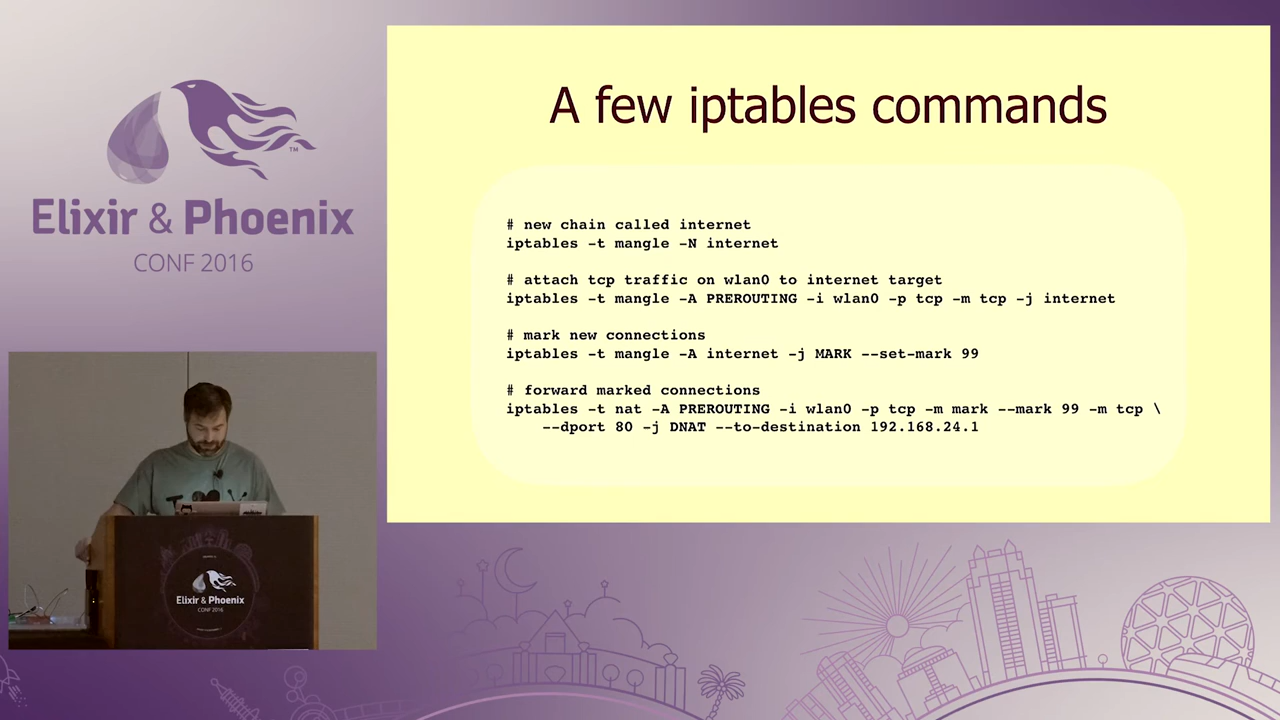 Elixir & Phoenix
TM
CONF 2016
A few iptables commands
# new chain called internet
iptables -t mangle -N internet
# attach tcp traffic on wlan0 to internet target
iptables -t mangle -A PREROUTING -i wlan0 -p tcp -m tcp -j internet
# mark new connections
iptables -t mangle -A internet -j MARK --set-mark 99
# forward marked connections
iptables -t nat -A PREROUTING -i wlan0 -p tcp -m mark --mark 99 -m tcp \
--dport 80 -j DNAT --to-destination 192.168.24.1
Elixir & Phoenix
CONF 2016